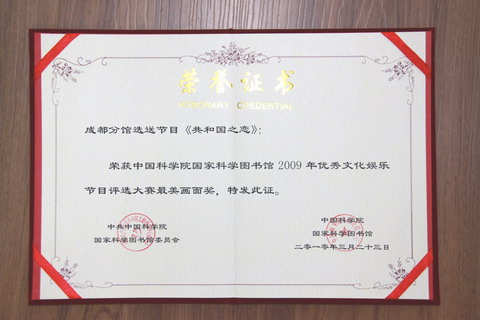 荣誉证书
HONORARY CREDENTIAL
成都分馆选送节目《共和国之恋》:
荣获中国科学院国家科学图书馆 2009 年优秀文化娱乐
节目评选大赛最美画面奖，特发此证。
中共中国科学院
国家科学图书馆委员会
中国科学院
国家科学图书馆
二零一零年三月二十三日